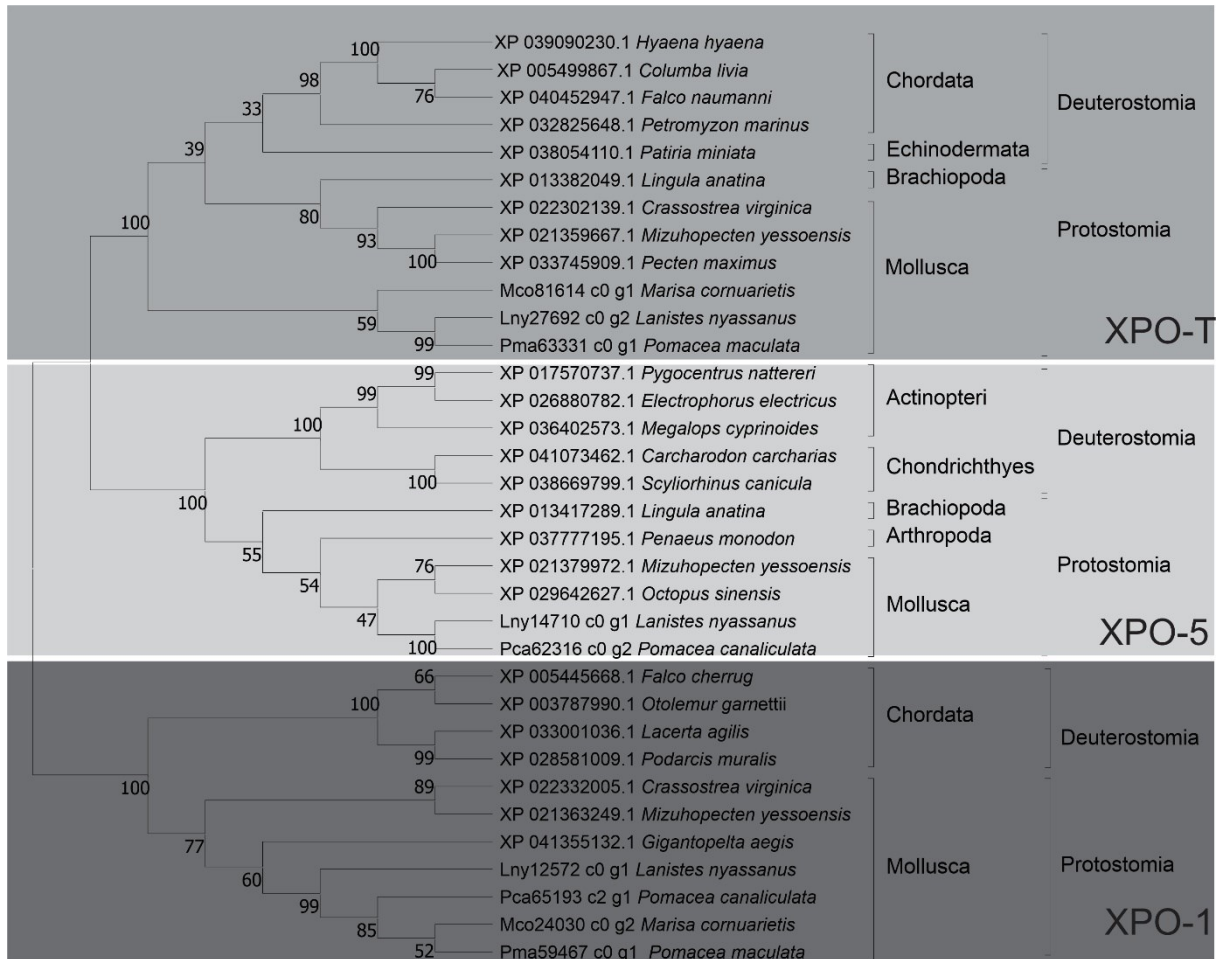 100
XP 039090230.1 Hyaena hyaena
XP 005499867.1 Columba livia
98
76
XP 040452947.1 Falco naumanni
Chordata
Deuterostomia
33
XP 032825648.1 Petromyzon marinus
39
XP 038054110.1 Patiria miniata
Echinodermata
XP 013382049.1 Lingula anatina
Brachiopoda
80
XP 022302139.1 Crassostrea virginica
100
93
XP 021359667.1 Mizuhopecten yessoensis
Protostomia
100
XP 033745909.1 Pecten maximus
Mollusca
Mco81614 c0 g1 Marisa cornuarietis
59
Lny27692 c0 g2 Lanistes nyassanus
XPO-T
99
Pma63331 c0 g1 Pomacea maculata
99
XP 017570737.1 Pygocentrus nattereri
99
XP 026880782.1 Electrophorus electricus
Actinopteri
100
XP 036402573.1 Megalops cyprinoides
Deuterostomia
XP 041073462.1 Carcharodon carcharias
Chondrichthyes
100
XP 038669799.1 Scyliorhinus canicula
100
XP 013417289.1 Lingula anatina
Brachiopoda
55
XP 037777195.1 Penaeus monodon
Arthropoda
54
76
XP 021379972.1 Mizuhopecten yessoensis
Protostomia
XP 029642627.1 Octopus sinensis
Mollusca
47
Lny14710 c0 g1 Lanistes nyassanus
XPO-5
100
Pca62316 c0 g2 Pomacea canaliculata
66
XP 005445668.1 Falco cherrug
100
XP 003787990.1 Otolemur garnettii
Chordata
XP 033001036.1 Lacerta agilis
Deuterostomia
99
XP 028581009.1 Podarcis muralis
100
89
XP 022332005.1 Crassostrea virginica
XP 021363249.1 Mizuhopecten yessoensis
77
XP 041355132.1 Gigantopelta aegis
60
Lny12572 c0 g1 Lanistes nyassanus
Mollusca
Protostomia
99
Pca65193 c2 g1 Pomacea canaliculata
85
Mco24030 c0 g2 Marisa cornuarietis
XPO-1
52
Pma59467 c0 g1 Pomacea maculata